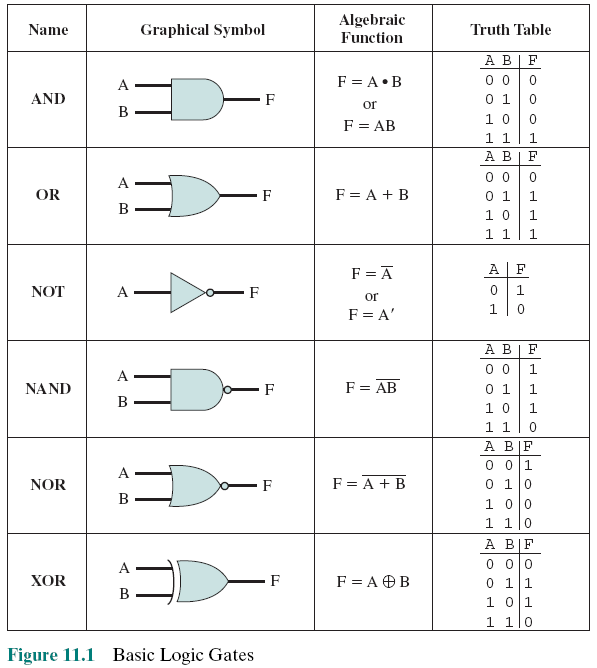 Name Graphical Symbol Algebraic Function Truth Table
AND
A
B
F
F = A • B
or
F = AB
A B F
0 0 0
0 1 0
1 0 0
1 1 1
OR
A
B
F
F = A + B
A B F
0 0 0
0 1 1
1 0 1
1 1 1
NOT
A
F
F = A̅
or
F = A′
A F
0 1
1 0
NAND
A
B
F
F = A̅B̅
A B F
0 0 1
0 1 1
1 0 1
1 1 0
NOR
A
B
F
F = A̅ ̅+̅ ̅B̅
A B F
0 0 1
0 1 0
1 0 0
1 1 0
XOR
A
B
F
F = A ⊕ B
A B F
0 0 0
0 1 1
1 0 1
1 1 0
Figure 11.1 Basic Logic Gates